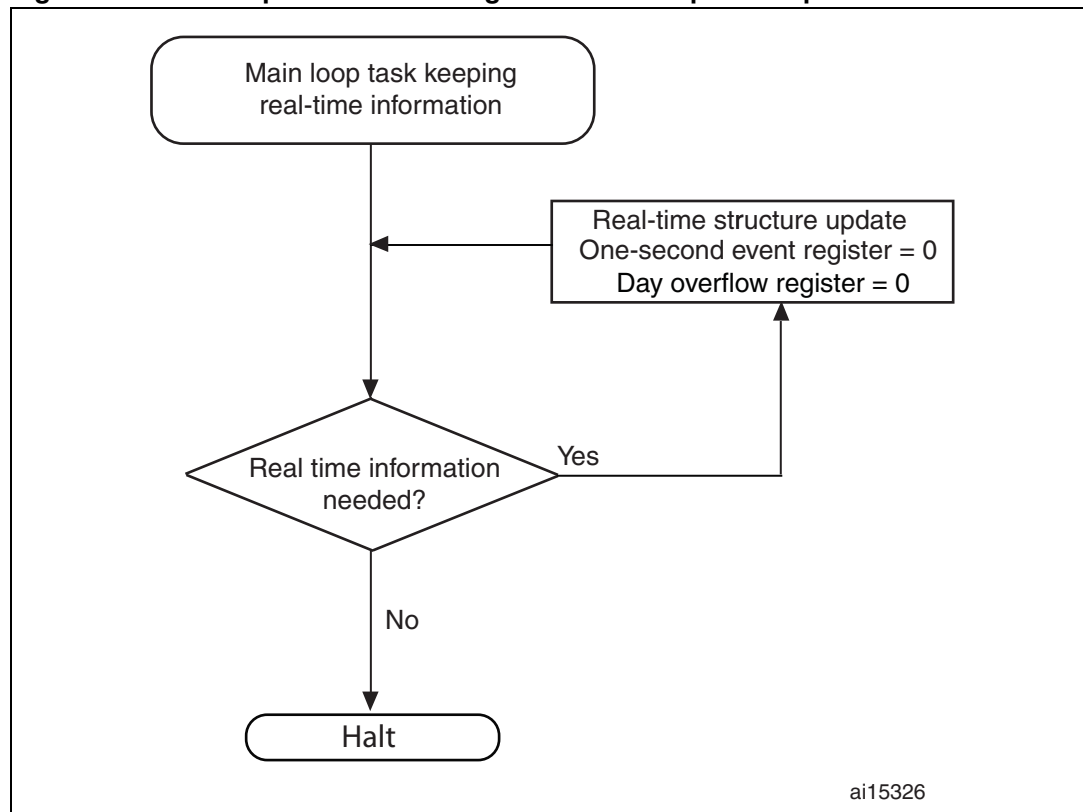 Main loop task keeping
real-time information
Real-time structure update
One-second event register = 0
Day overflow register = 0
Real time information
needed?
Yes
No
Halt
ai15326